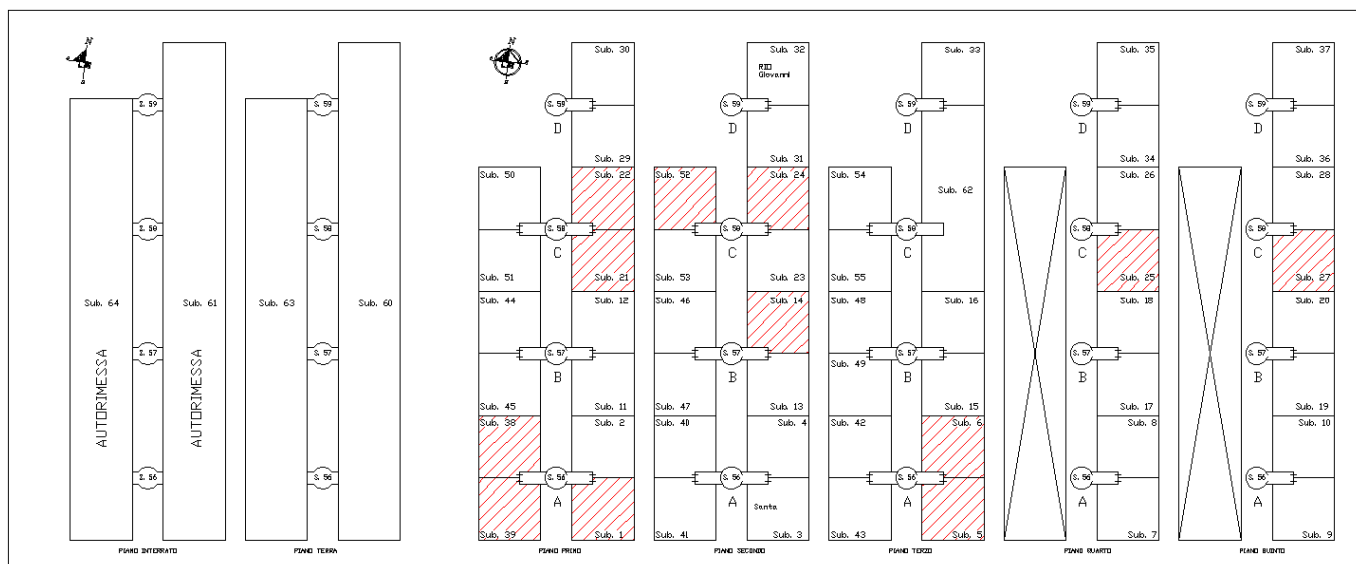 N
S. 59
S. 58
S. 57
S. 56
Sub. 64
AUTORIMESSA
Sub. 61
AUTORIMESSA
PIANO INTERRATO
S. 59
S. 58
S. 57
S. 56
Sub. 63
Sub. 60
PIANO TERRA
N
Sub. 30
S. 59
D
Sub. 29
Sub. 50
Sub. 22
S. 58
C
Sub. 51
Sub. 21
Sub. 44
Sub. 12
S. 57
B
Sub. 45
Sub. 11
Sub. 38
Sub. 2
S. 56
A
Sub. 39
Sub. 1
PIANO PRIMO
Sub. 32
RIO
Giovanni
S. 59
D
Sub. 31
Sub. 52
Sub. 24
S. 58
C
Sub. 53
Sub. 23
Sub. 46
Sub. 14
S. 57
B
Sub. 47
Sub. 13
Sub. 40
Sub. 4
S. 56
A
Santa
Sub. 41
Sub. 3
PIANO SECONDO
Sub. 33
S. 59
D
Sub. 54
Sub. 62
S. 58
C
Sub. 55
Sub. 48
Sub. 16
S. 57
Sub. 49
B
Sub. 15
Sub. 42
Sub. 6
S. 56
A
Sub. 43
Sub. 5
PIANO TERZO
Sub. 35
S. 59
D
Sub. 34
Sub. 26
S. 58
C
Sub. 25
Sub. 18
S. 57
B
Sub. 17
Sub. 8
S. 56
A
Sub. 7
PIANO QUARTO
Sub. 37
S. 59
D
Sub. 36
Sub. 28
S. 58
C
Sub. 27
Sub. 20
S. 57
B
Sub. 19
Sub. 10
S. 56
A
Sub. 9
PIANO QUINTO